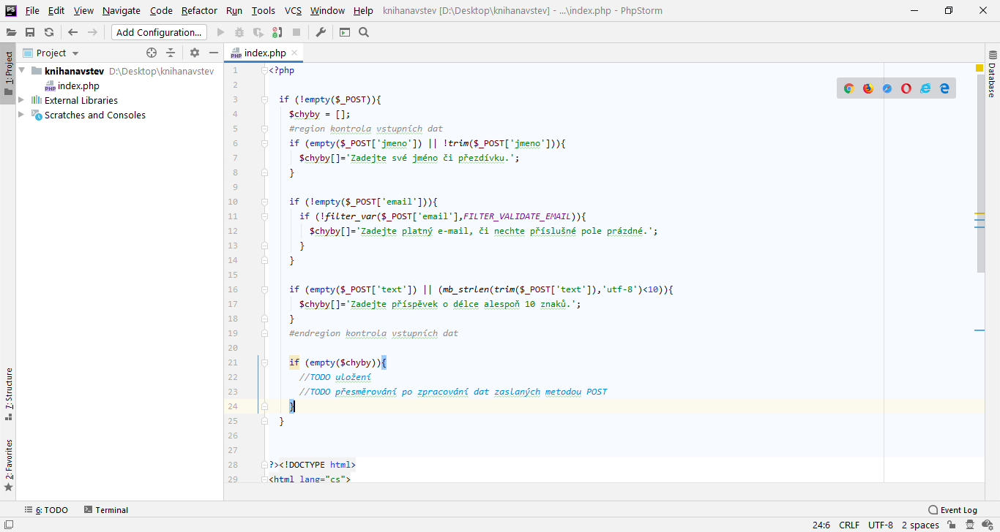 PS File Edit View Navigate Code Refactor Run Tools VCS Window Help knihanavstev [D:\Desktop\knihanavstev] - ...\index.php - PhpStorm
Add Configuration...
1: Project
Project
index.php
knihanavstev D:\Desktop\knihanavstev
index.php
External Libraries
Scratches and Consoles
7: Structure
2: Favorites
1 <?php
2
3 if (!empty($_POST)){
4 $chyby = [];
5 #region kontrola vstupních dat
6 if (empty($_POST['jmeno']) || !trim($_POST['jmeno'])){
7 $chyby[]='Zadejte své jméno či přezdívku.';
8 }
9
10 if (!empty($_POST['email'])){
11 if (!filter_var($_POST['email'],FILTER_VALIDATE_EMAIL)){
12 $chyby[]='Zadejte platný e-mail, či nechte příslušné pole prázdné.';
13 }
14 }
15
16 if (empty($_POST['text']) || (mb_strlen(trim($_POST['text']),'utf-8')<10)){
17 $chyby[]='Zadejte příspěvek o délce alespoň 10 znaků.';
18 }
19 #endregion kontrola vstupních dat
20
21 if (empty($chyby)){
22 //TODO uložení
23 //TODO přesměrování po zpracování dat zaslaných metodou POST
24 }
25 }
26
27
28 ?><!DOCTYPE html>
29 <html lang="cs">
Database
6: TODO Terminal Event Log
24:6 CRLF UTF-8 2 spaces